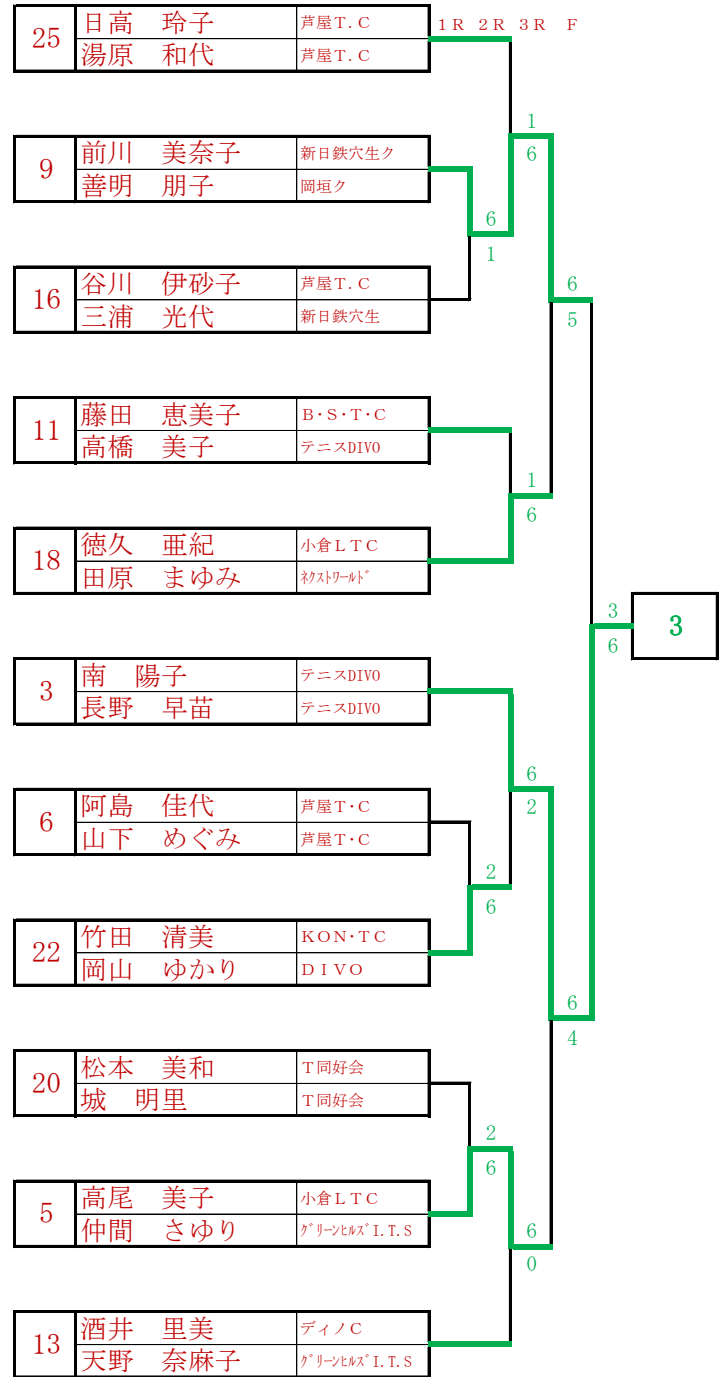 1R 2R 3R F
25 日高 玲子 芦屋T.C
湯原 和代 芦屋T.C
1
6
9 前川 美奈子 新日鉄穴生ク
善明 朋子 岡垣ク
6
1
16 谷川 伊砂子 芦屋T.C
三浦 光代 新日鉄穴生
6
5
11 藤田 恵美子 B・S・T・C
高橋 美子 テニスDIVO
1
6
18 徳久 亜紀 小倉LTC
田原 まゆみ ﾈｸｽﾄﾜｰﾙﾄﾞ
3
6
3
3 南 陽子 テニスDIVO
長野 早苗 テニスDIVO
6
2
6 阿島 佳代 芦屋T・C
山下 めぐみ 芦屋T・C
2
6
22 竹田 清美 KON・TC
岡山 ゆかり DIVO
6
4
20 松本 美和 T同好会
城 明里 T同好会
2
6
5 高尾 美子 小倉LTC
仲間 さゆり ｸﾞﾘｰﾝﾋﾙｽﾞI.T.S
6
0
13 酒井 里美 ディノC
天野 奈麻子 ｸﾞﾘｰﾝﾋﾙｽﾞI.T.S